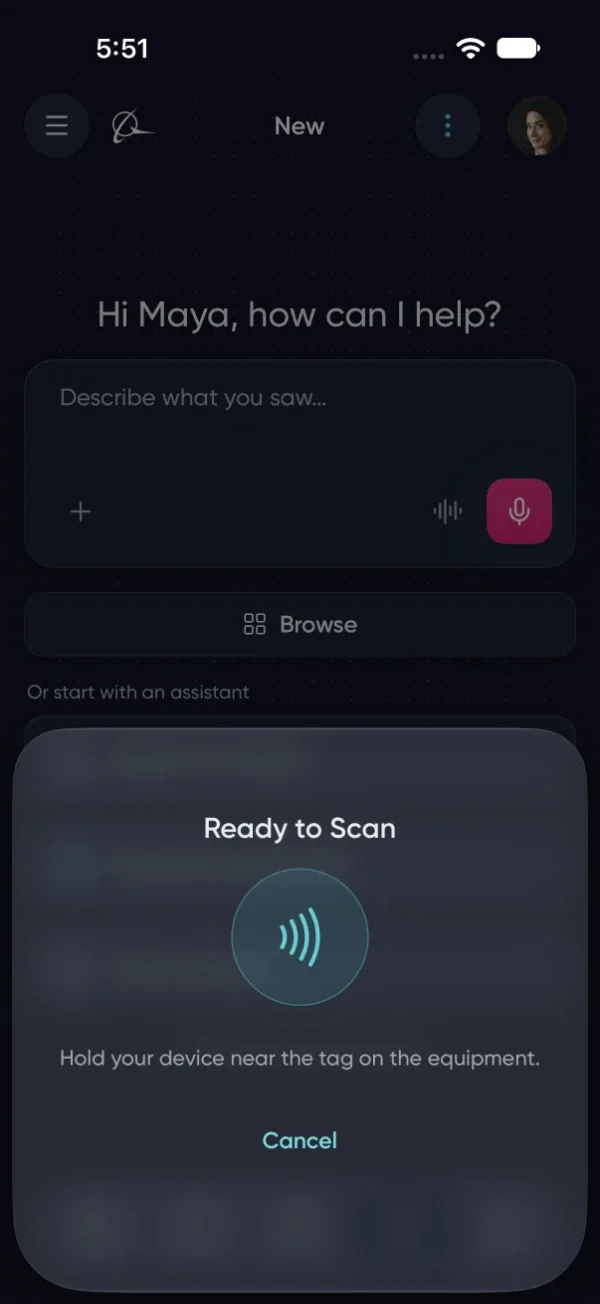 5:51
New
Hi Maya, how can I help?
Describe what you saw...
Browse
Or start with an assistant
Ready to Scan
Hold your device near the tag on the equipment.
Cancel